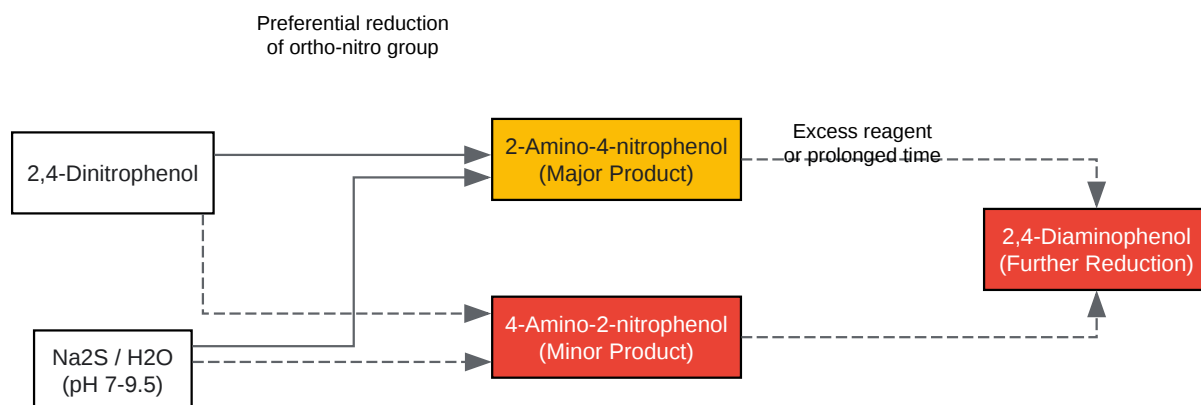 Preferential reduction
of ortho-nitro group
2,4-Dinitrophenol
2-Amino-4-nitrophenol
(Major Product)
Excess reagent
or prolonged time
2,4-Diaminophenol
(Further Reduction)
Na2S / H2O
(pH 7-9.5)
4-Amino-2-nitrophenol
(Minor Product)